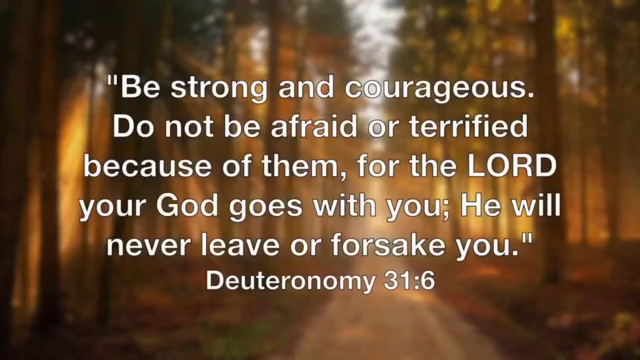 "Be strong and courageous.
Do not be afraid or terrified
because of them, for the LORD
your God goes with you; He will
never leave or forsake you."
Deuteronomy 31:6